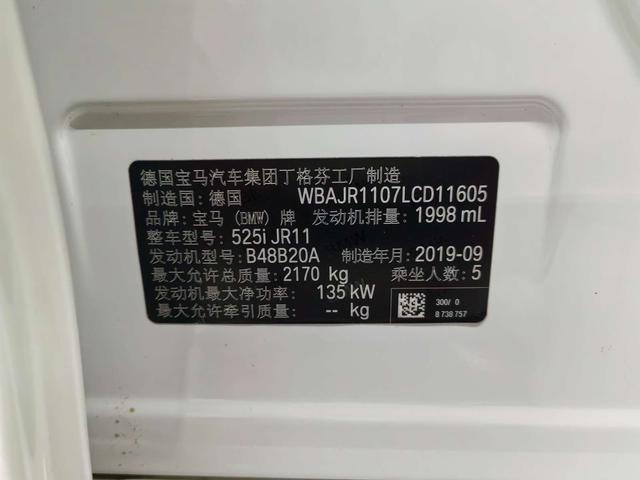 德国宝马汽车集团丁格芬工厂制造
制造国：德国 WBAJR1107LCD11605
品牌：宝马（BMW）牌 发动机排量：1998 mL
整车型号：525i JR11
发动机型号：B48B20A 制造年月：2019-09
最大允许总质量：2170 kg 乘坐人数：5
发动机最大净功率：135 kW
最大允许牵引质量：-- kg
300/ 0
8 738 757